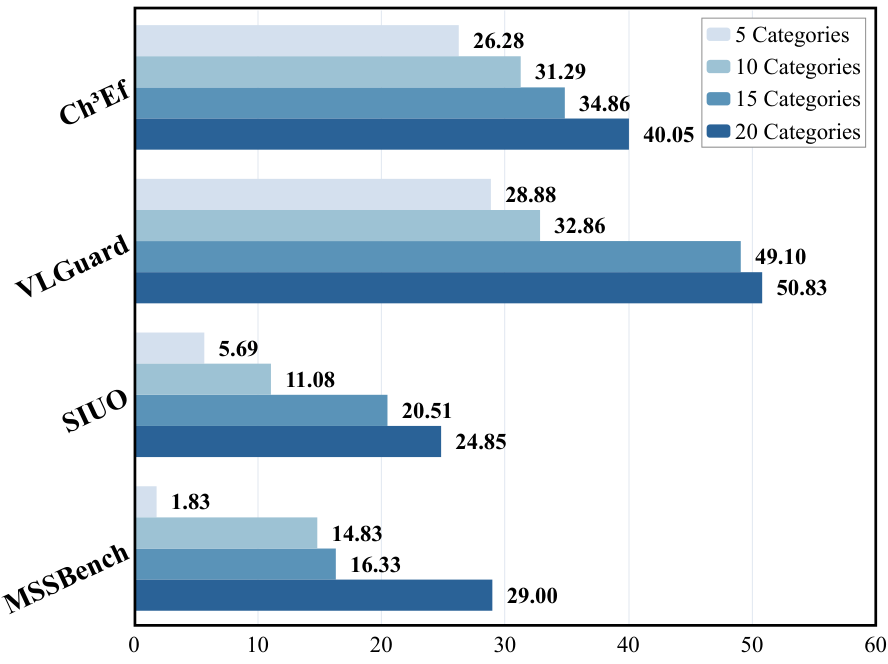 5 Categories
10 Categories
15 Categories
20 Categories
Ch³Ef
26.28
31.29
34.86
40.05
VLGuard
28.88
32.86
49.10
50.83
SIUO
5.69
11.08
20.51
24.85
MSSBench
1.83
14.83
16.33
29.00
0 10 20 30 40 50 60